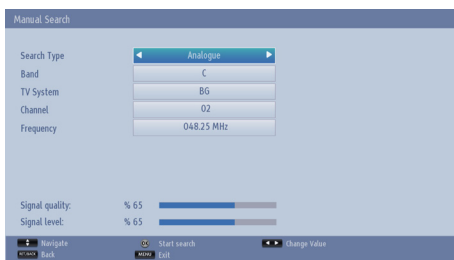 Manual Search
Search Type Analogue
Band C
TV System BG
Channel 02
Frequency 048.25 MHz
Signal quality: % 65
Signal level: % 65
Navigate OK Start search Change Value
RET./BACK Back MENU Exit